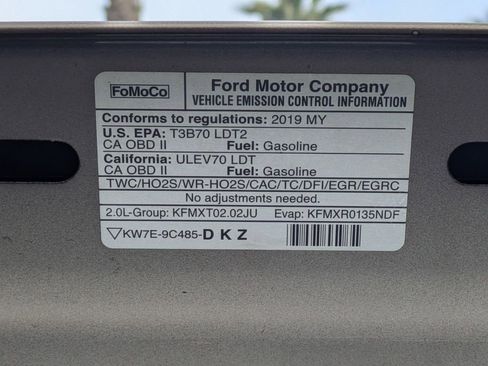 FoMoCo
Ford Motor Company
VEHICLE EMISSION CONTROL INFORMATION
Conforms to regulations: 2019 MY
U.S. EPA: T3B70 LDT2
CA OBD II Fuel: Gasoline
California: ULEV70 LDT
CA OBD II Fuel: Gasoline
TWC/HO2S/WR-HO2S/CAC/TC/DFI/EGR/EGRC
No adjustments needed.
2.0L-Group: KFMXT02.02JU Evap: KFMXR0135NDF
KW7E-9C485-DKZ